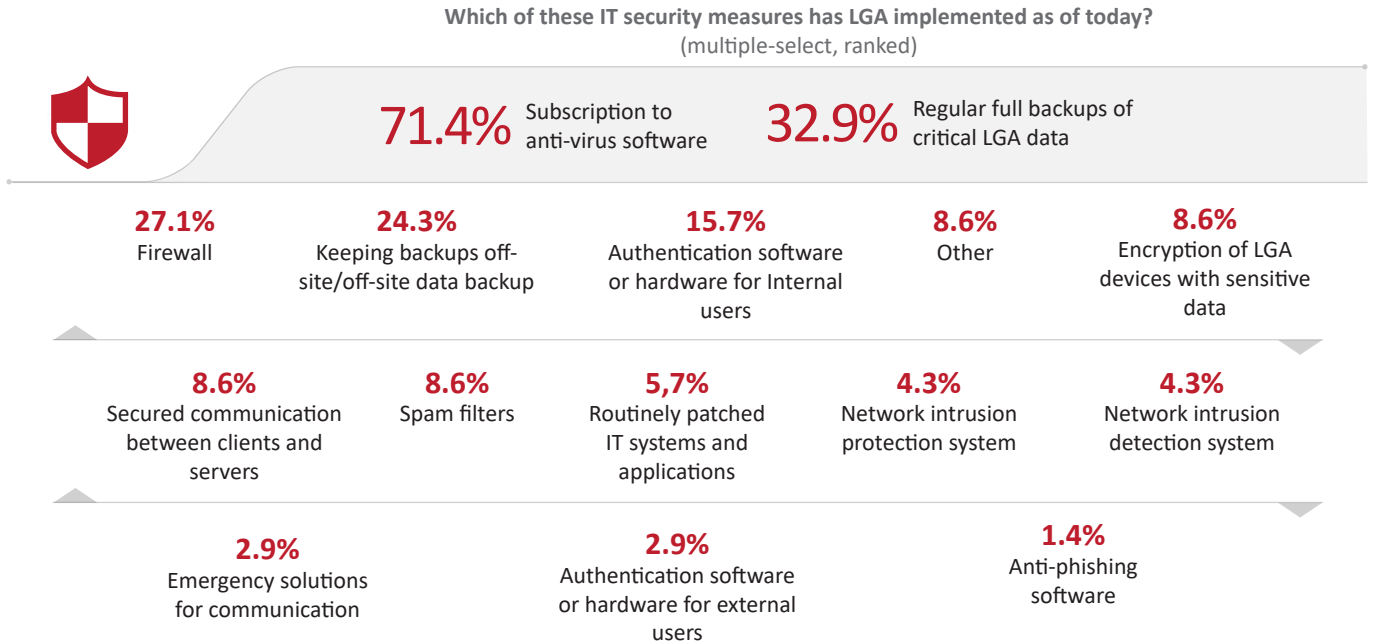 Which of these IT security measures has LGA implemented as of today?
(multiple-select, ranked)
71.4%
Subscription to
anti-virus software
32.9%
Regular full backups of
critical LGA data
27.1%
Firewall
24.3%
Keeping backups off-
site/off-site data backup
15.7%
Authentication software
or hardware for Internal
users
8.6%
Other
8.6%
Encryption of LGA
devices with sensitive
data
8.6%
Secured communication
between clients and
servers
8.6%
Spam filters
5,7%
Routinely patched
IT systems and
applications
4.3%
Network intrusion
protection system
4.3%
Network intrusion
detection system
2.9%
Emergency solutions
for communication
2.9%
Authentication software
or hardware for external
users
1.4%
Anti-phishing
software